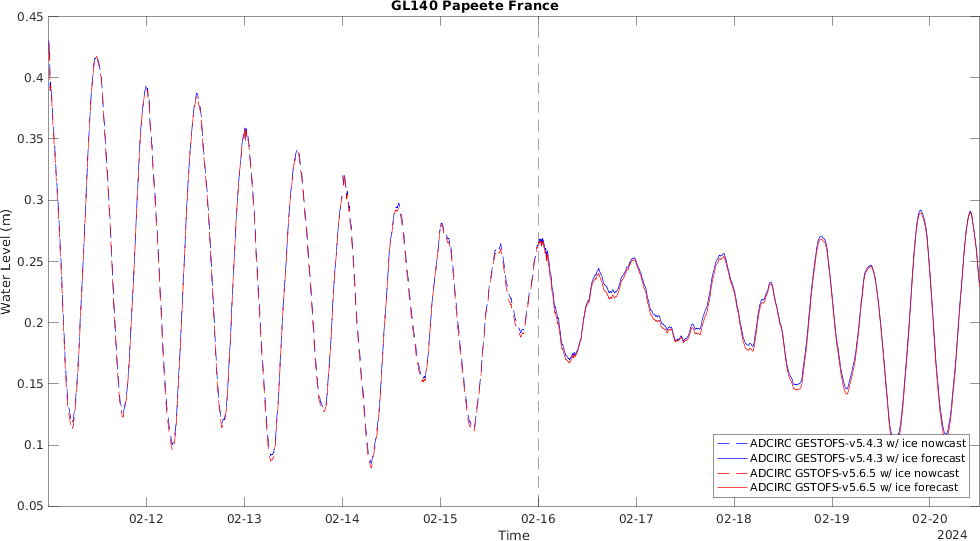 GL140 Papeete France
0.45
0.4
0.35
0.3
0.25
0.2
0.15
0.1
0.05
Water Level (m)
ADCIRC GESTOFS-v5.4.3 w/ ice nowcast
ADCIRC GESTOFS-v5.4.3 w/ ice forecast
ADCIRC GSTOFS-v5.6.5 w/ ice nowcast
ADCIRC GSTOFS-v5.6.5 w/ ice forecast
02-12 02-13 02-14 02-15 02-16 02-17 02-18 02-19 02-20
Time
2024